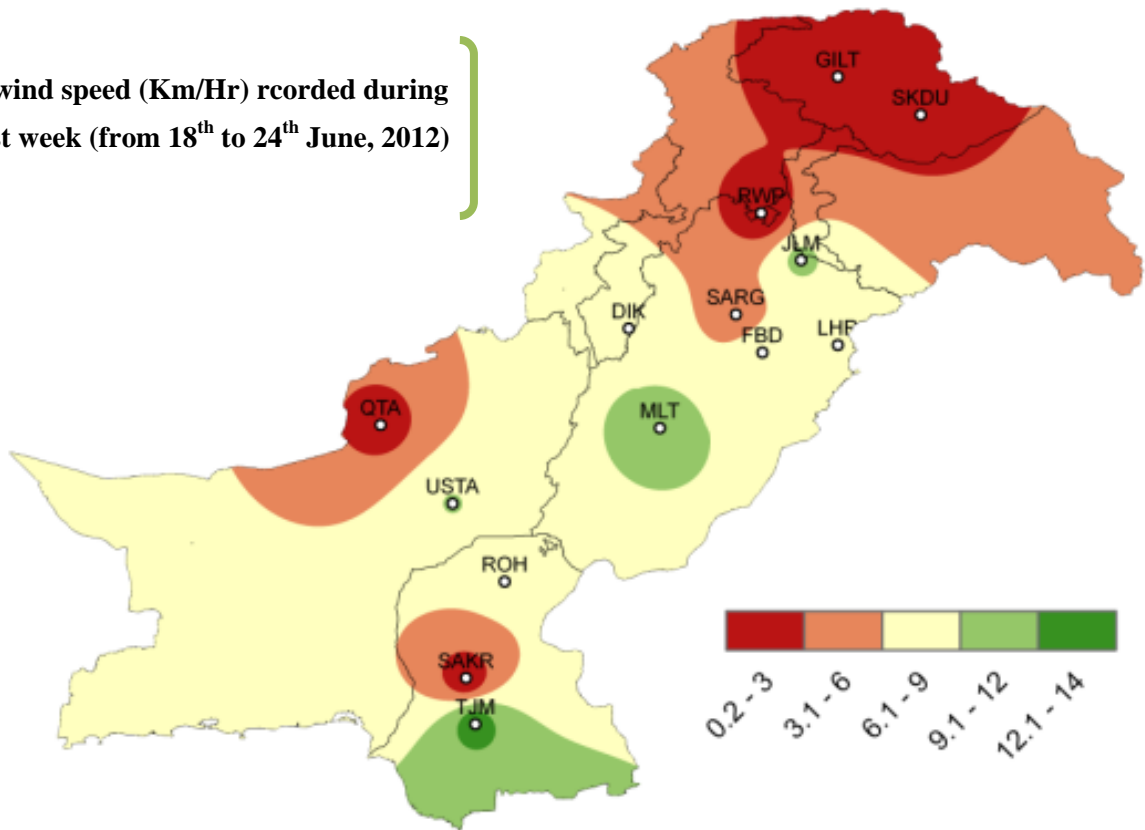 wind speed (Km/Hr) rcorded during
st week (from 18th to 24th June, 2012)
GILT
SKDU
RWP
JLM
SARG
DIK
FBD
LHR
QTA
MLT
USTA
ROH
SAKR
TJM
0.2 - 3
3.1 - 6
6.1 - 9
9.1 - 12
12.1 - 14